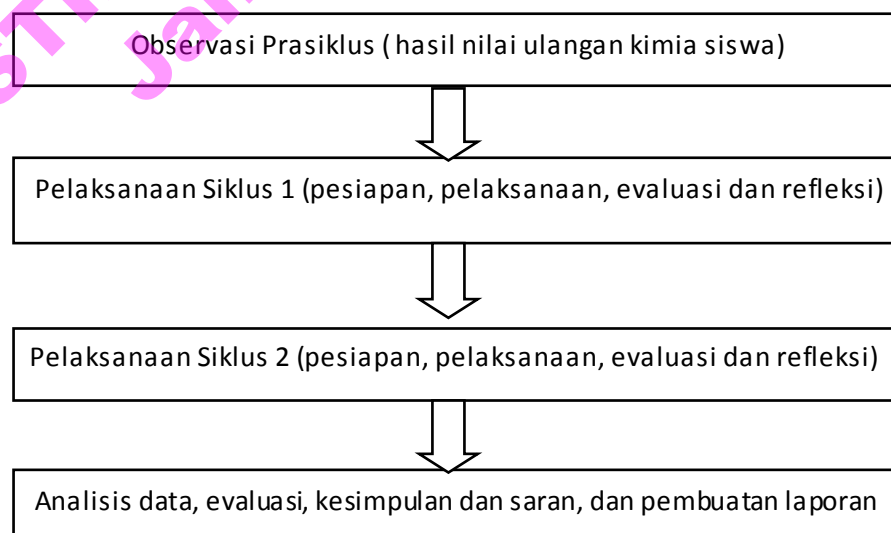 Observasi Prasiklus ( hasil nilai ulangan kimia siswa)
Pelaksanaan Siklus 1 (pesiapan, pelaksanaan, evaluasi dan refleksi)
Pelaksanaan Siklus 2 (pesiapan, pelaksanaan, evaluasi dan refleksi)
Analisis data, evaluasi, kesimpulan dan saran, dan pembuatan laporan